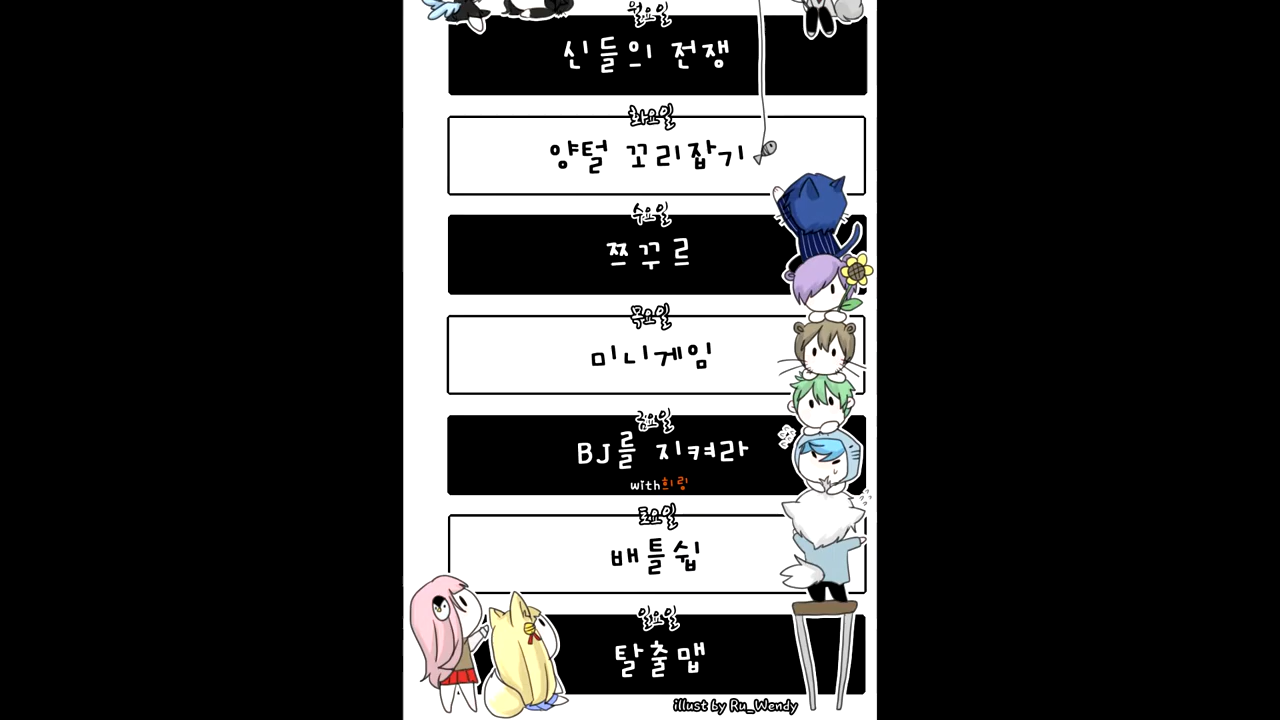 월요일
신들의 전쟁
화요일
양털 꼬리잡기
수요일
쯔꾸르
목요일
미니게임
금요일
BJ를 지켜라
with희링
토요일
배틀쉽
일요일
탈출맵
illust by Ru_Wendy